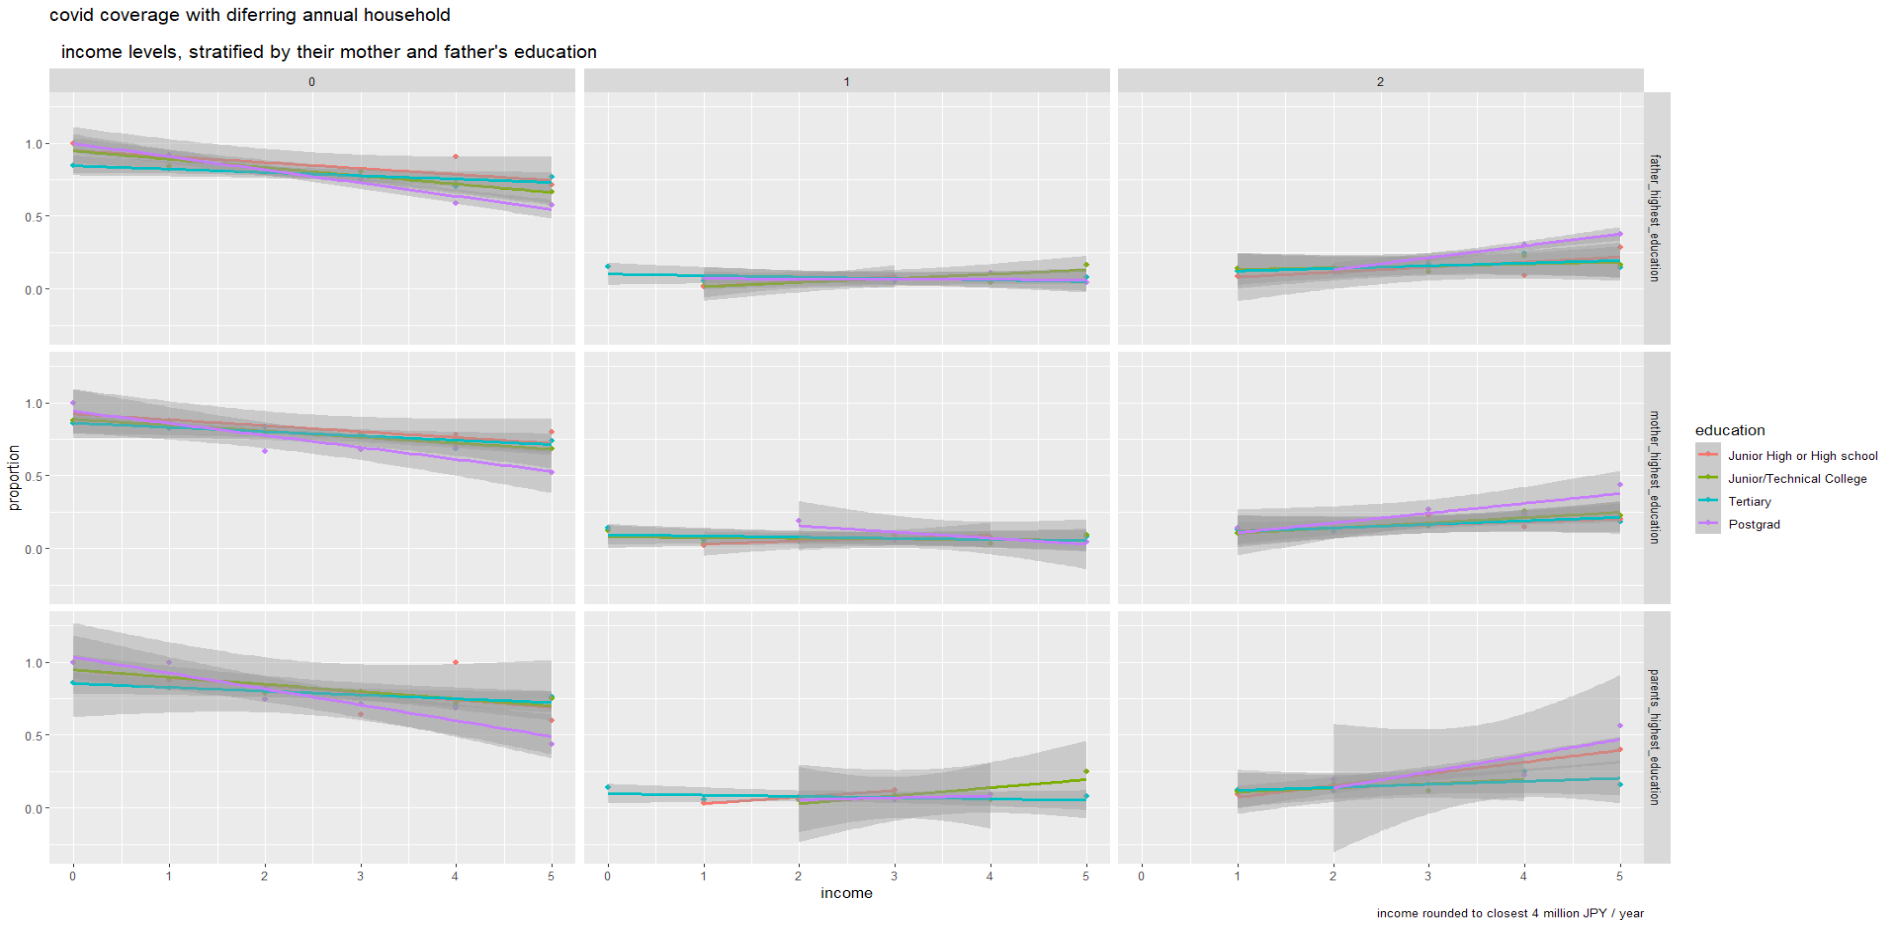 covid coverage with diferring annual household
income levels, stratified by their mother and father's education
0 1 2
1.0
0.5
0.0
father_highest_education
1.0
0.5
0.0
mother_highest_education
1.0
0.5
0.0
parents_highest_education
proportion
0 1 2 3 4 5 0 1 2 3 4 5 0 1 2 3 4 5
income
income rounded to closest 4 million JPY / year
education
Junior High or High school
Junior/Technical College
Tertiary
Postgrad